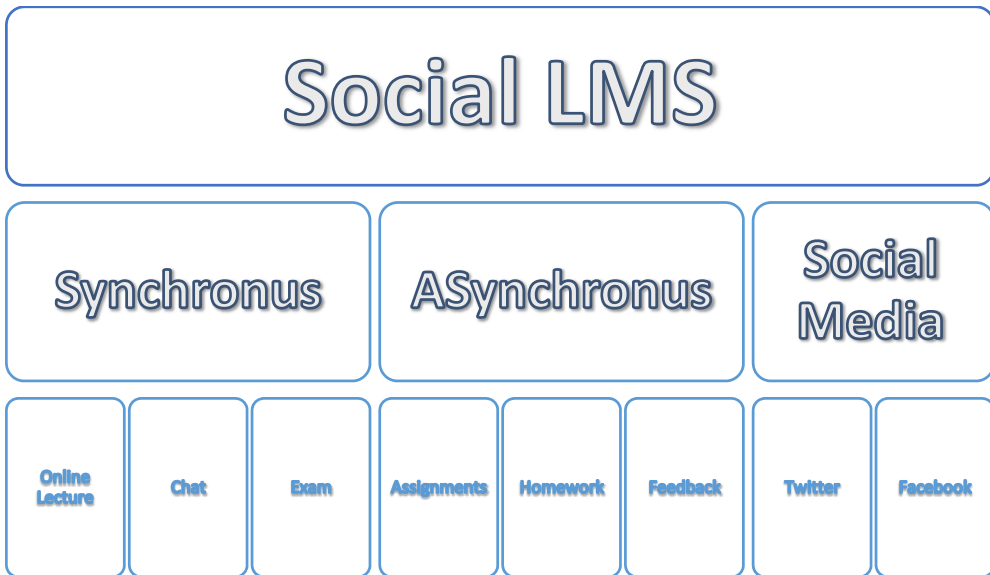 Social LMS
Synchronus
ASynchronus
Social
Media
Online
Lecture
Chat
Exam
Assignments
Homework
Feedback
Twitter
Facebook